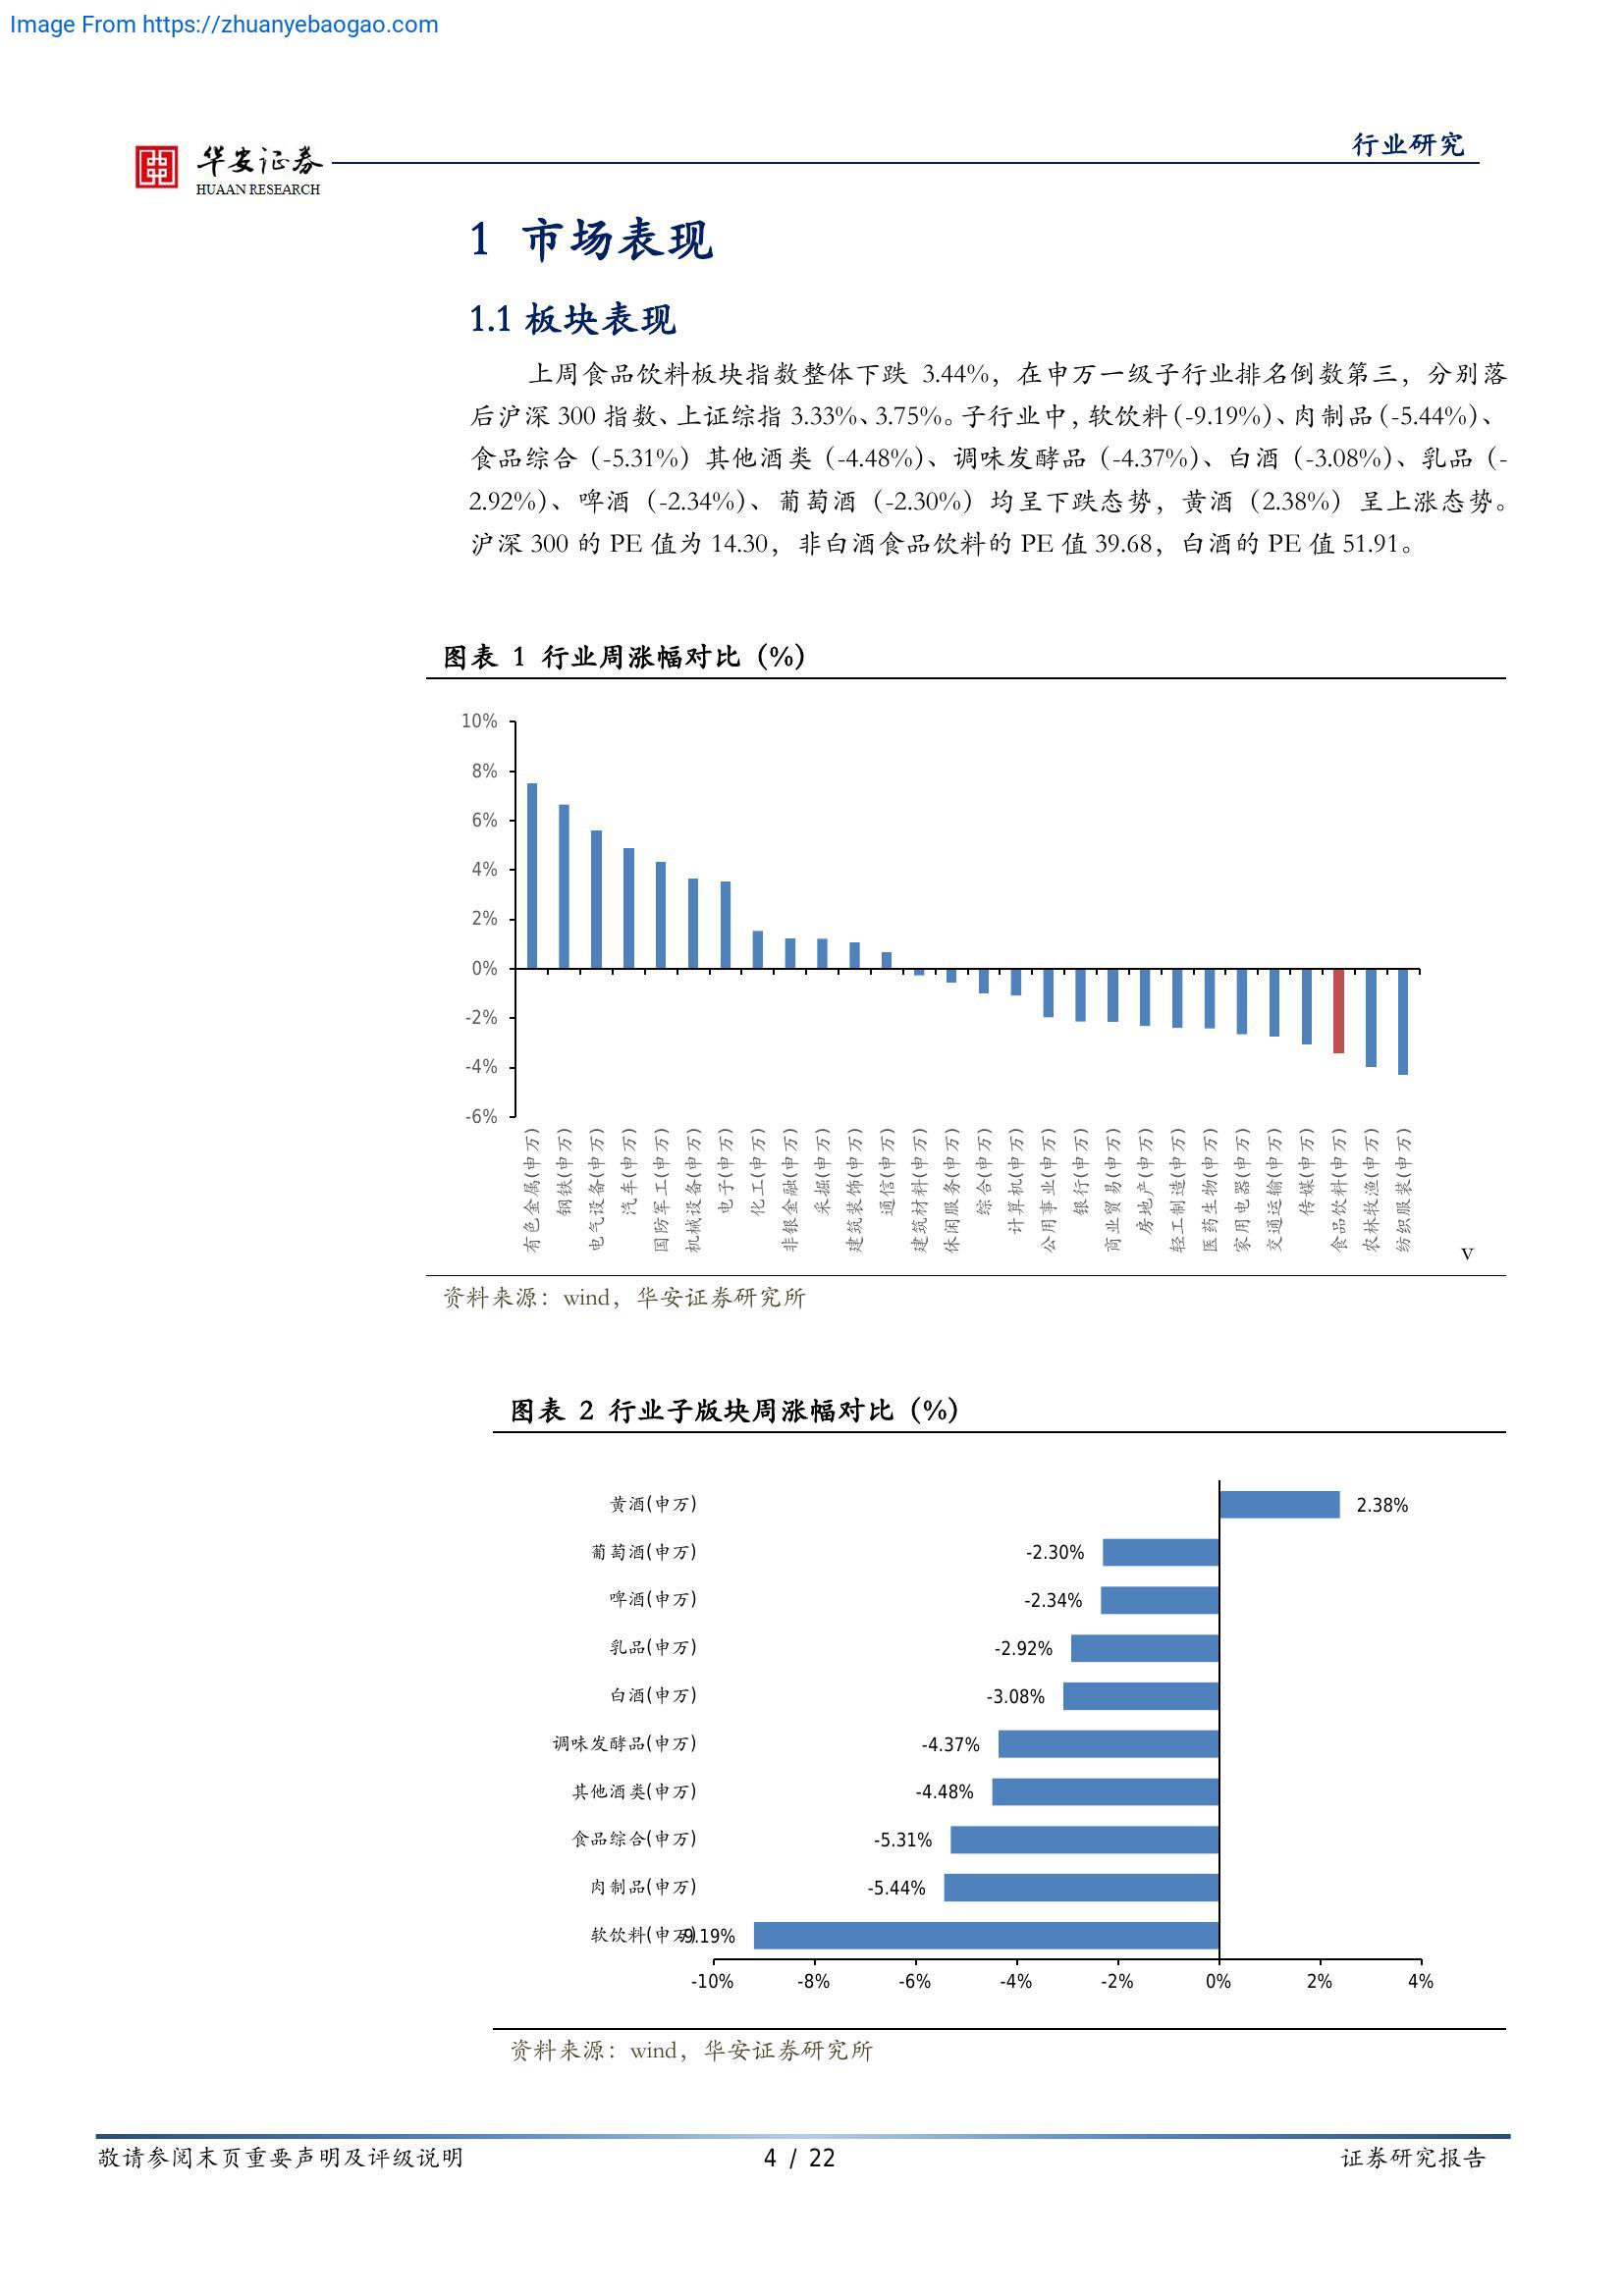 Image From https://zhuanyebaogao.com
行业研究
华安证券
HUAAN RESEARCH
1 市场表现
1.1 板块表现
上周食品饮料板块指数整体下跌 3.44%，在申万一级子行业排名倒数第三，分别落
后沪深 300 指数、上证综指 3.33%、3.75%。子行业中，软饮料（-9.19%）、肉制品（-5.44%）、
食品综合（-5.31%）其他酒类（-4.48%）、调味发酵品（-4.37%）、白酒（-3.08%）、乳品（-
2.92%）、啤酒（-2.34%）、葡萄酒（-2.30%）均呈下跌态势，黄酒（2.38%）呈上涨态势。
沪深 300 的 PE 值为 14.30，非白酒食品饮料的 PE 值 39.68，白酒的 PE 值 51.91。
图表 1 行业周涨幅对比（%）
10%
8%
6%
4%
2%
0%
-2%
-4%
-6%
有色金属(申万)
钢铁(申万)
电气设备(申万)
汽车(申万)
国防军工(申万)
机械设备(申万)
电子(申万)
化工(申万)
非银金融(申万)
采掘(申万)
建筑装饰(申万)
通信(申万)
建筑材料(申万)
休闲服务(申万)
综合(申万)
计算机(申万)
公用事业(申万)
银行(申万)
商业贸易(申万)
房地产(申万)
轻工制造(申万)
医药生物(申万)
家用电器(申万)
交通运输(申万)
传媒(申万)
食品饮料(申万)
农林牧渔(申万)
纺织服装(申万)
v
资料来源：wind，华安证券研究所
图表 2 行业子版块周涨幅对比（%）
黄酒(申万) 2.38%
葡萄酒(申万) -2.30%
啤酒(申万) -2.34%
乳品(申万) -2.92%
白酒(申万) -3.08%
调味发酵品(申万) -4.37%
其他酒类(申万) -4.48%
食品综合(申万) -5.31%
肉制品(申万) -5.44%
软饮料(申万) -9.19%
-10% -8% -6% -4% -2% 0% 2% 4%
资料来源：wind，华安证券研究所
敬请参阅末页重要声明及评级说明 4 / 22 证券研究报告